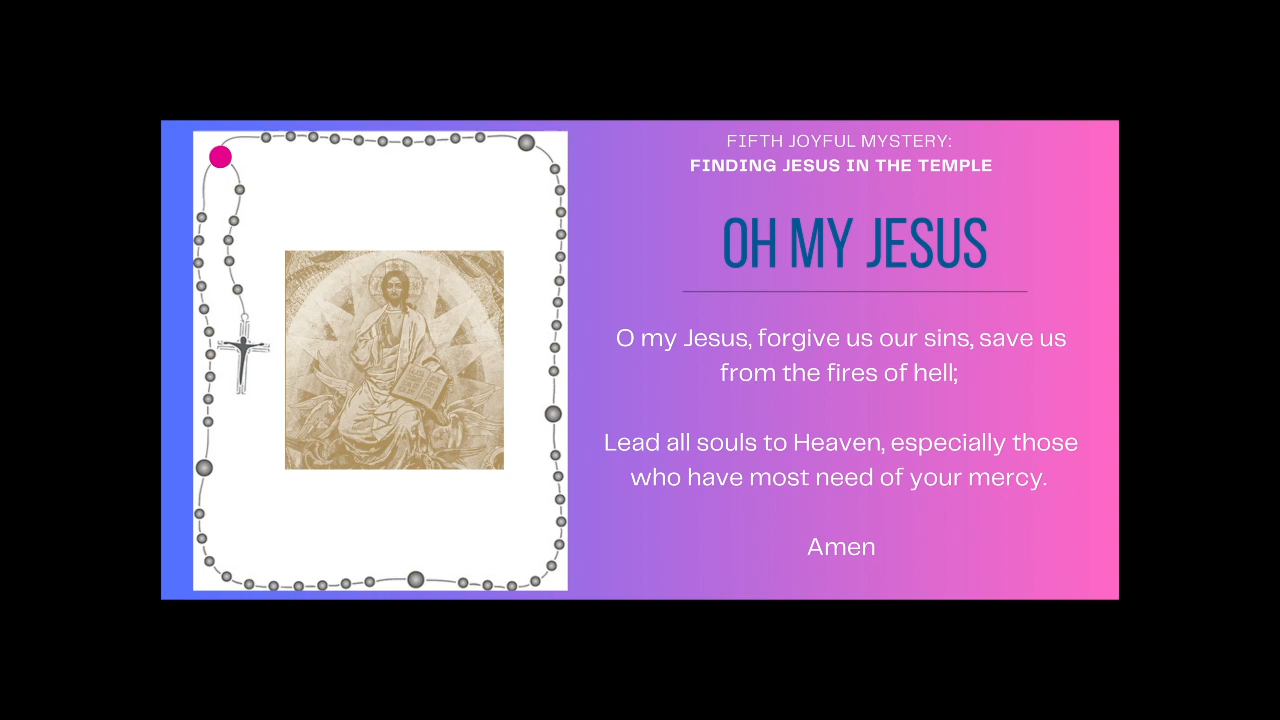 FIFTH JOYFUL MYSTERY:
FINDING JESUS IN THE TEMPLE
OH MY JESUS
O my Jesus, forgive us our sins, save us
from the fires of hell;
Lead all souls to Heaven, especially those
who have most need of your mercy.
Amen